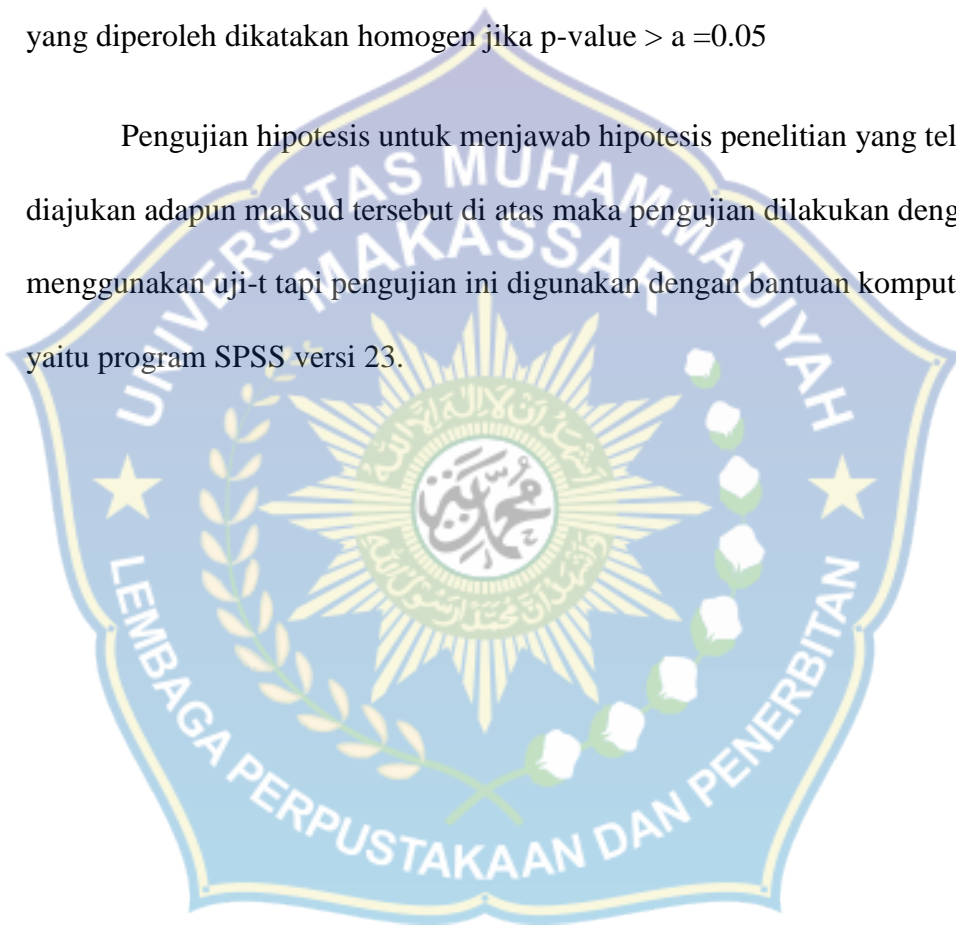 yang diperoleh dikatakan homogen jika p-value > a =0.05
Pengujian hipotesis untuk menjawab hipotesis penelitian yang tel
diajukan adapun maksud tersebut di atas maka pengujian dilakukan deng
menggunakan uji-t tapi pengujian ini digunakan dengan bantuan komput
yaitu program SPSS versi 23.
UNIVERSITAS MUHAMMADIYAH
MAKASSAR
محمد
LEMBAGA PERPUSTAKAAN DAN PENERBITAN